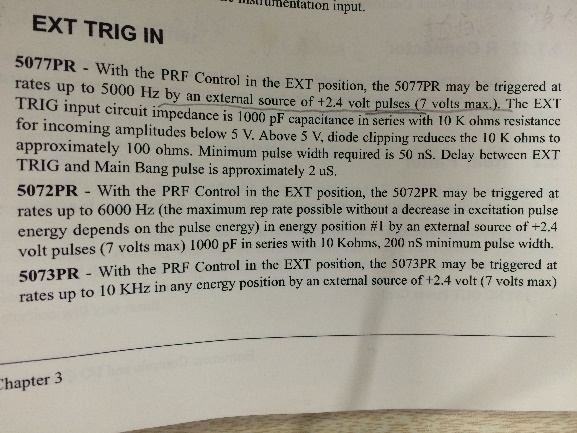 instrumentation input.
EXT TRIG IN
5077PR - With the PRF Control in the EXT position, the 5077PR may be triggered at
rates up to 5000 Hz by an external source of +2.4 volt pulses (7 volts max.). The EXT
TRIG input circuit impedance is 1000 pF capacitance in series with 10 K ohms resistance
for incoming amplitudes below 5 V. Above 5 V, diode clipping reduces the 10 K ohms to
approximately 100 ohms. Minimum pulse width required is 50 nS. Delay between EXT
TRIG and Main Bang pulse is approximately 2 uS.
5072PR - With the PRF Control in the EXT position, the 5072PR may be triggered at
rates up to 6000 Hz (the maximum rep rate possible without a decrease in excitation pulse
energy depends on the pulse energy) in energy position #1 by an external source of +2.4
volt pulses (7 volts max) 1000 pF in series with 10 Kohms, 200 nS minimum pulse width.
5073PR - With the PRF Control in the EXT position, the 5073PR may be triggered at
rates up to 10 KHz in any energy position by an external source of +2.4 volt (7 volts max)
Chapter 3